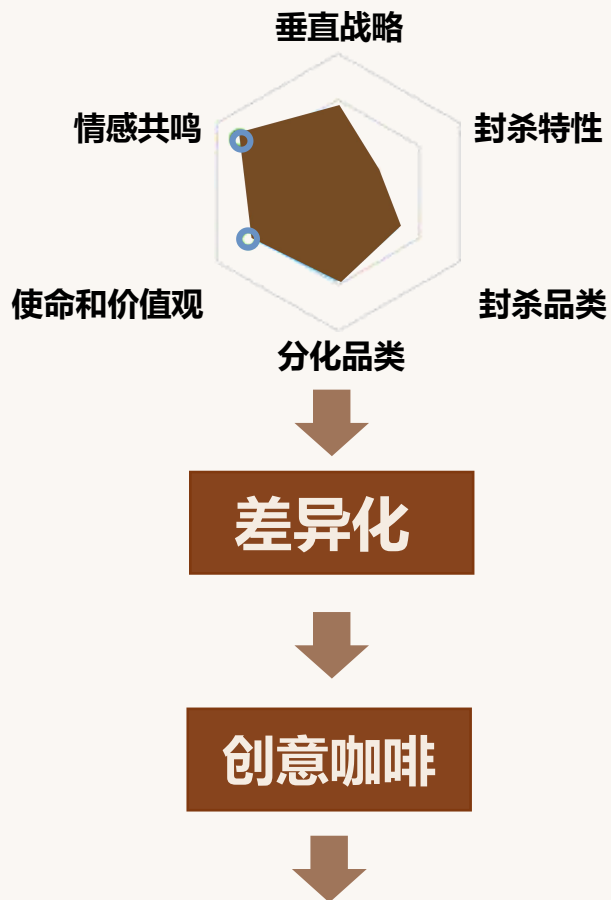 垂直战略
情感共鸣
封杀特性
使命和价值观
封杀品类
分化品类
差异化
创意咖啡